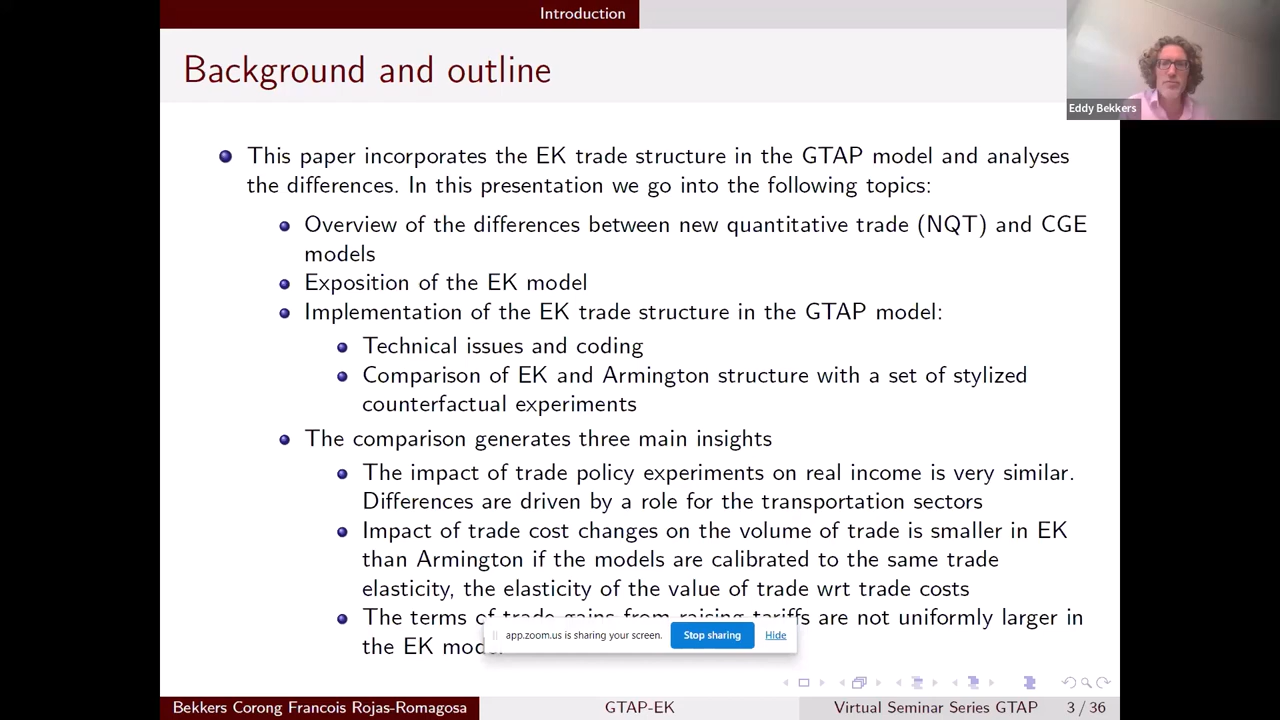 Introduction
Background and outline
Eddy Bekkers
This paper incorporates the EK trade structure in the GTAP model and analyses
the differences. In this presentation we go into the following topics:
Overview of the differences between new quantitative trade (NQT) and CGE
models
Exposition of the EK model
Implementation of the EK trade structure in the GTAP model:
Technical issues and coding
Comparison of EK and Armington structure with a set of stylized
counterfactual experiments
The comparison generates three main insights
The impact of trade policy experiments on real income is very similar.
Differences are driven by a role for the transportation sectors
Impact of trade cost changes on the volume of trade is smaller in EK
than Armington if the models are calibrated to the same trade
elasticity, the elasticity of the value of trade wrt trade costs
The terms of trade gains from raising tariffs are not uniformly larger in
the EK
app.zoom.us is sharing your screen. Stop sharing Hide
Bekkers Corong Francois Rojas-Romagosa GTAP-EK Virtual Seminar Series GTAP 3 / 36